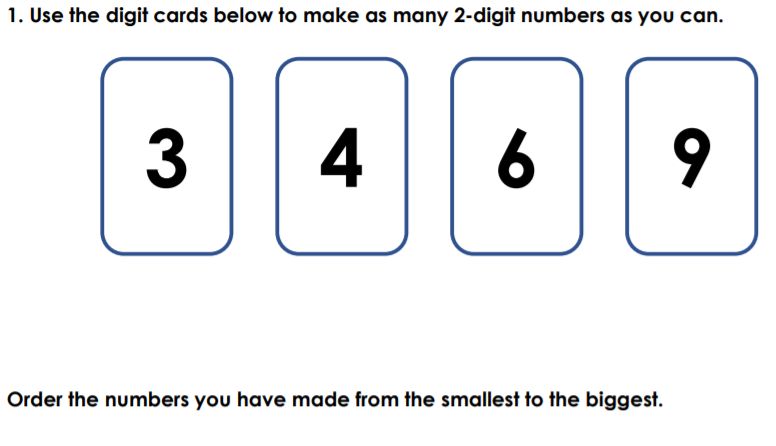 1. Use the digit cards below to make as many 2-digit numbers as you can.
3 4 6 9
Order the numbers you have made from the smallest to the biggest.